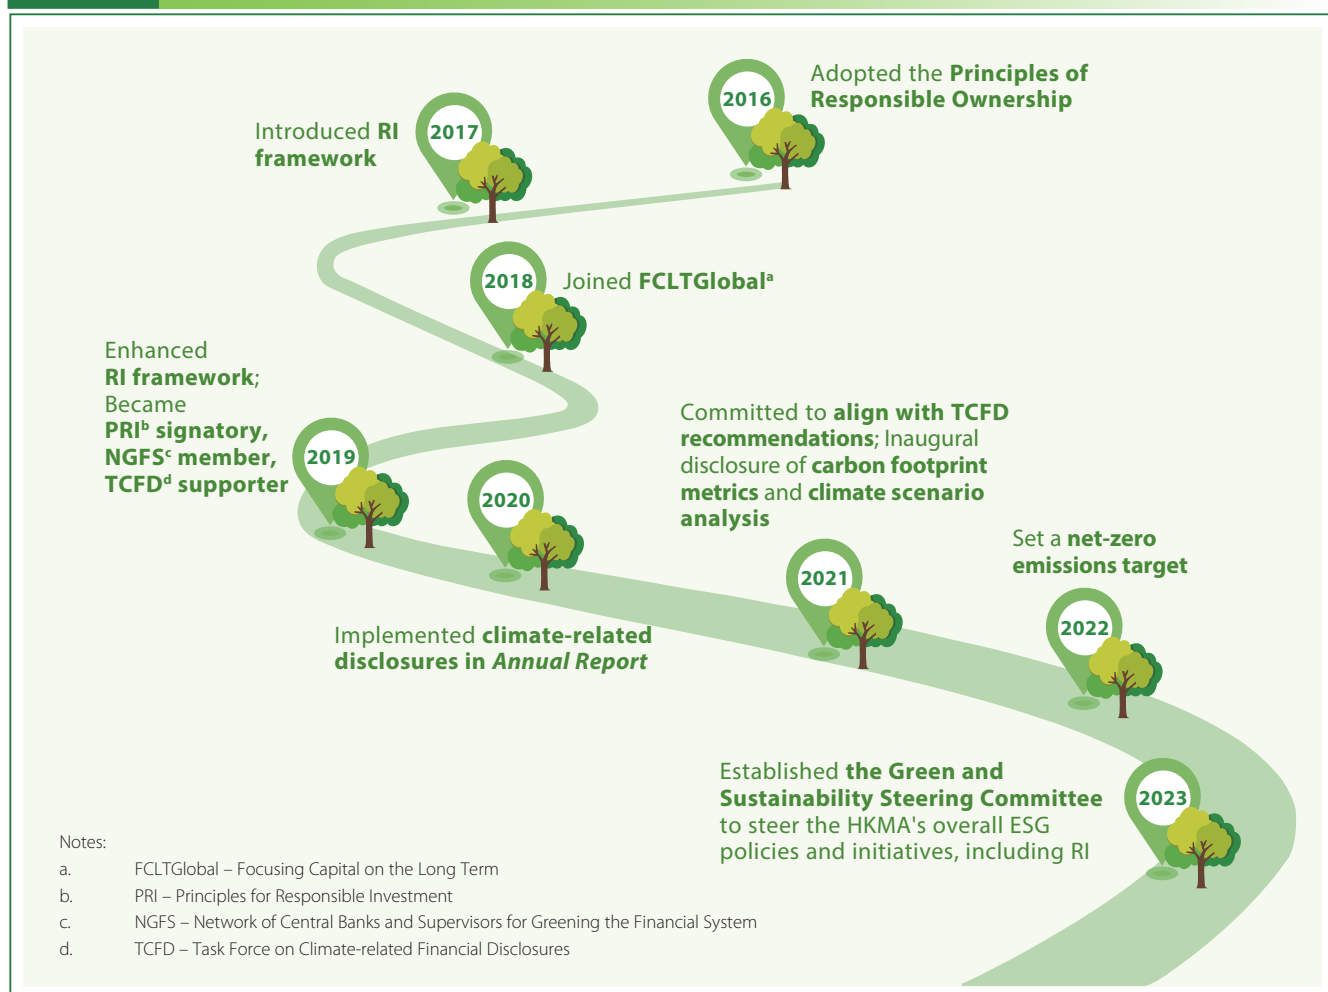 2016
Adopted the Principles of
Responsible Ownership
2017
Introduced RI
framework
2018
Joined FCLTGlobalᵃ
2019
Enhanced
RI framework;
Became
PRIᵇ signatory,
NGFSᶜ member,
TCFDᵈ supporter
2020
Implemented climate-related
disclosures in Annual Report
2021
Committed to align with TCFD
recommendations; Inaugural
disclosure of carbon footprint
metrics and climate scenario
analysis
2022
Set a net-zero
emissions target
2023
Established the Green and
Sustainability Steering Committee
to steer the HKMA's overall ESG
policies and initiatives, including RI
Notes:
a. FCLTGlobal – Focusing Capital on the Long Term
b. PRI – Principles for Responsible Investment
c. NGFS – Network of Central Banks and Supervisors for Greening the Financial System
d. TCFD – Task Force on Climate-related Financial Disclosures